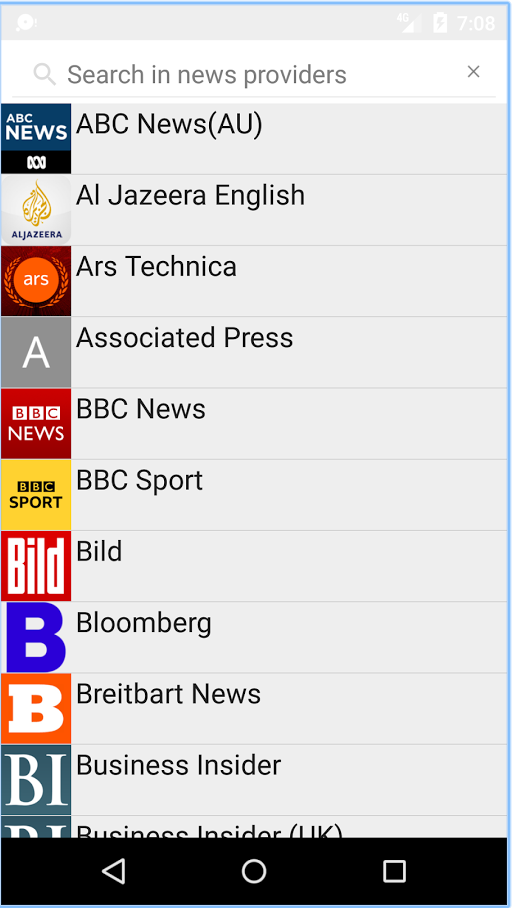 4G 7:08
Search in news providers
ABC
NEWS
ABC News(AU)
Al Jazeera English
ALJAZEERA
ars
Ars Technica
A
Associated Press
BBC
NEWS
BBC News
BBC
SPORT
BBC Sport
Bild
Bild
B
Bloomberg
B
Breitbart News
BI
Business Insider
BI
Business Insider (UK)